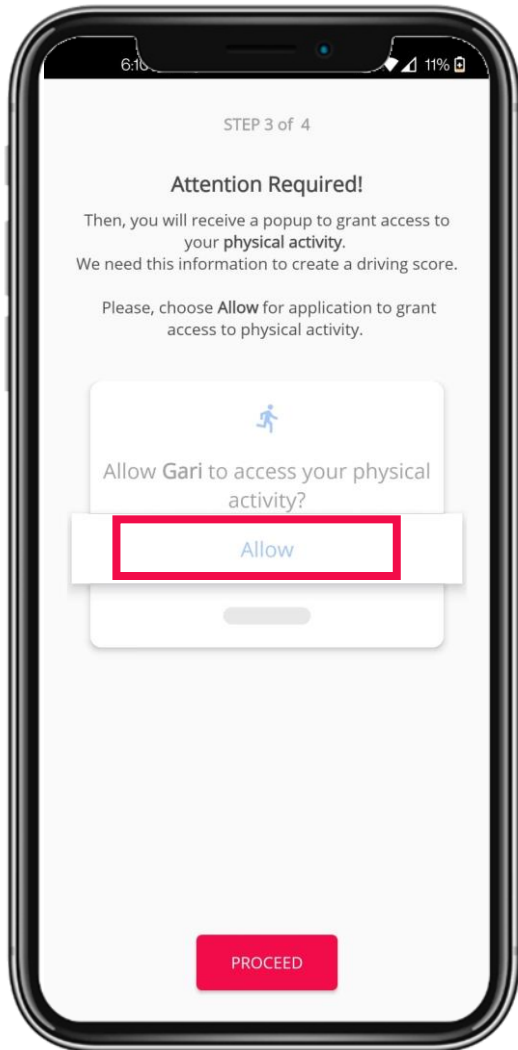 11%
STEP 3 of 4
Attention Required!
Then, you will receive a popup to grant access to
your physical activity.
We need this information to create a driving score.
Please, choose Allow for application to grant
access to physical activity.
Allow Gari to access your physical
activity?
Allow
PROCEED